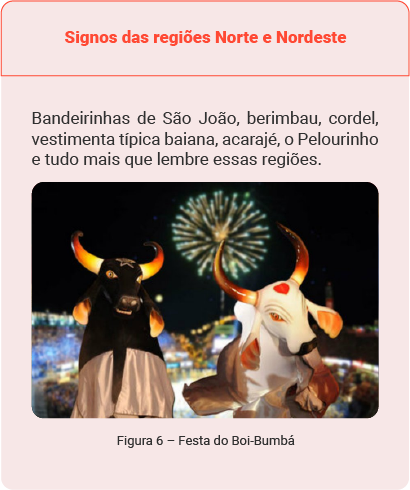 Signos das regiões Norte e Nordeste
Bandeirinhas de São João, berimbau, cordel,
vestimenta típica baiana, acarajé, o Pelourinho
e tudo mais que lembre essas regiões.
Figura 6 – Festa do Boi-Bumbá